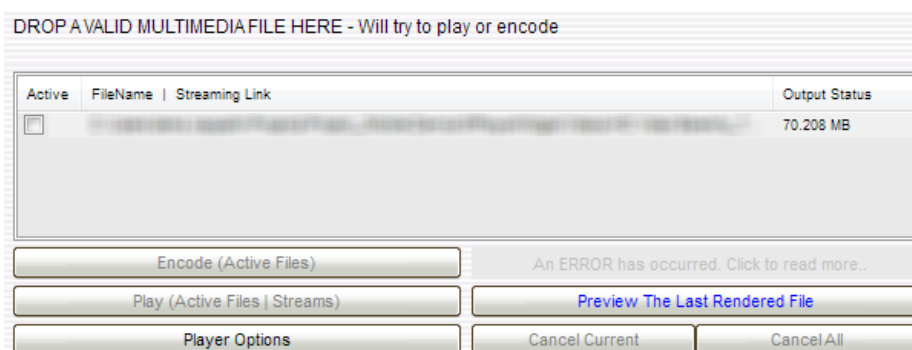 DROP A VALID MULTIMEDIA FILE HERE - Will try to play or encode
Active FileName | Streaming Link Output Status
70.208 MB
Encode (Active Files) An ERROR has occurred. Click to read more..
Play (Active Files | Streams) Preview The Last Rendered File
Player Options Cancel Current Cancel All